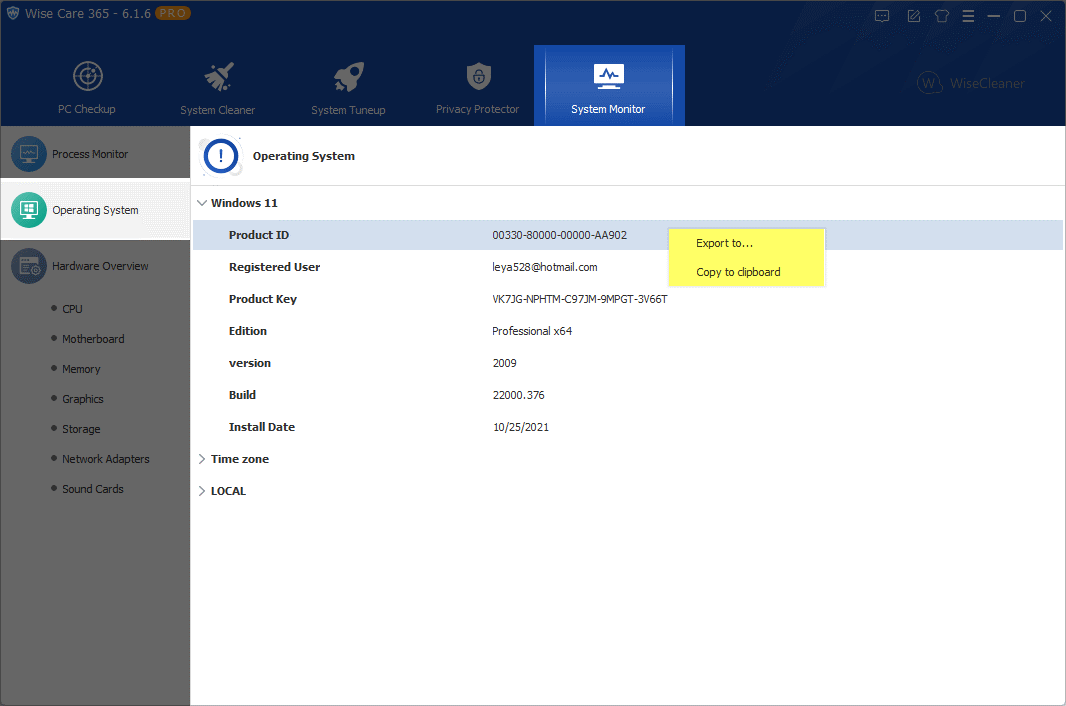 Wise Care 365 - 6.1.6 PRO
PC Checkup
System Cleaner
System Tuneup
Privacy Protector
System Monitor
W WiseCleaner
Process Monitor
Operating System
Hardware Overview
CPU
Motherboard
Memory
Graphics
Storage
Network Adapters
Sound Cards
Operating System
Windows 11
Product ID 00330-80000-00000-AA902
Export to...
Copy to clipboard
Registered User leya528@hotmail.com
Product Key VK7JG-NPHTM-C97JM-9MPGT-3V66T
Edition Professional x64
version 2009
Build 22000.376
Install Date 10/25/2021
Time zone
LOCAL